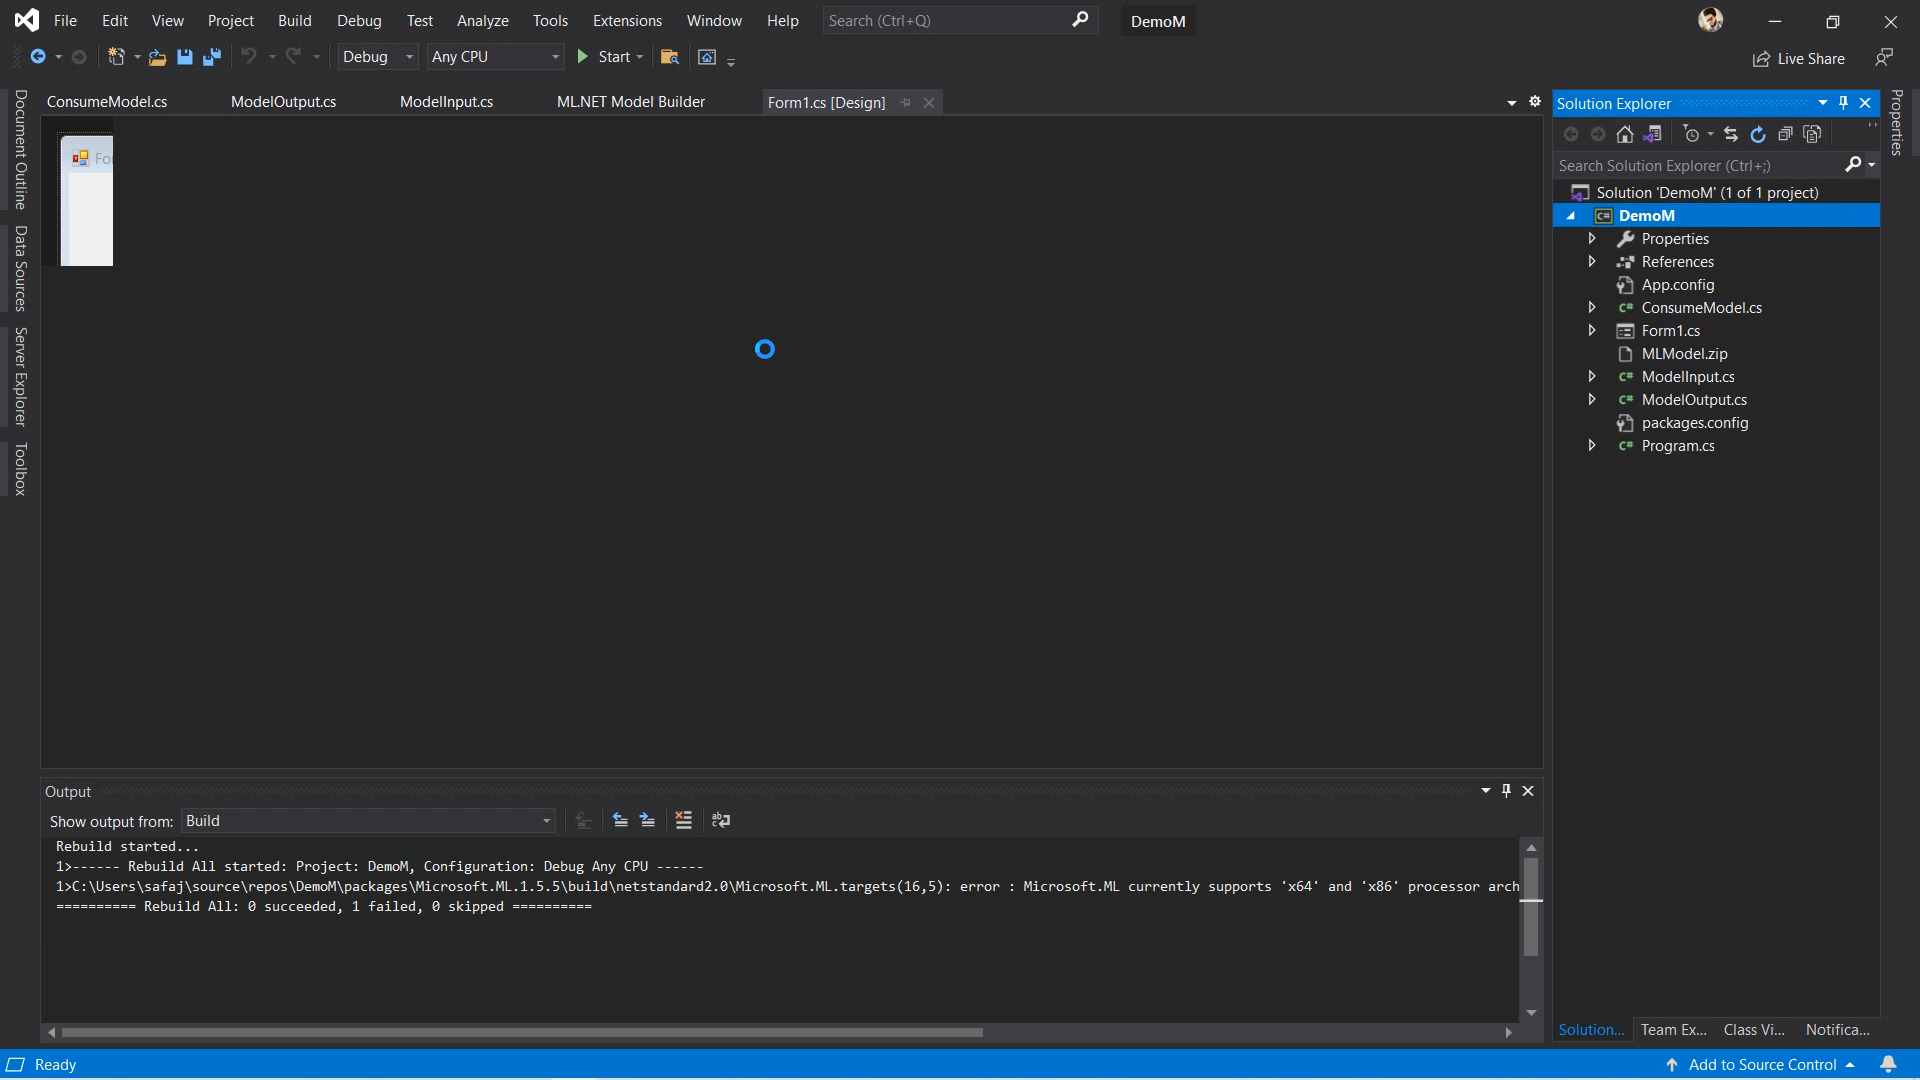 File Edit View Project Build Debug Test Analyze Tools Extensions Window Help Search (Ctrl+Q) DemoM
Debug Any CPU Start Live Share
ConsumeModel.cs ModelOutput.cs ModelInput.cs ML.NET Model Builder Form1.cs [Design]
Document Outline
Data Sources
Server Explorer
Toolbox
Fo
Solution Explorer
Search Solution Explorer (Ctrl+;)
Solution 'DemoM' (1 of 1 project)
DemoM
Properties
References
App.config
ConsumeModel.cs
Form1.cs
MLModel.zip
ModelInput.cs
ModelOutput.cs
packages.config
Program.cs
Properties
Output
Show output from: Build
Rebuild started...
1>------ Rebuild All started: Project: DemoM, Configuration: Debug Any CPU ------
1>C:\Users\safaj\source\repos\DemoM\packages\Microsoft.ML.1.5.5\build\netstandard2.0\Microsoft.ML.targets(16,5): error : Microsoft.ML currently supports 'x64' and 'x86' processor arch
========== Rebuild All: 0 succeeded, 1 failed, 0 skipped ==========
Solution... Team Ex... Class Vi... Notifica...
Ready Add to Source Control